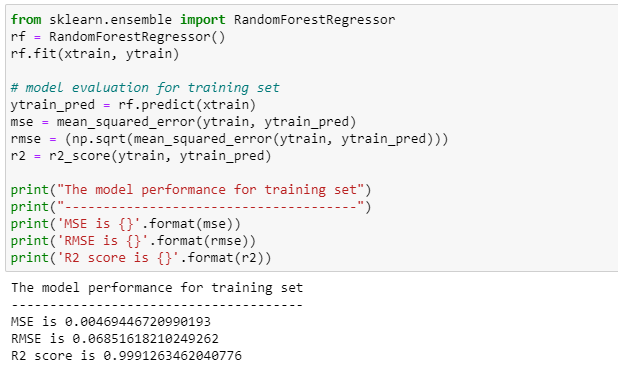 from sklearn.ensemble import RandomForestRegressor
rf = RandomForestRegressor()
rf.fit(xtrain, ytrain)
# model evaluation for training set
ytrain_pred = rf.predict(xtrain)
mse = mean_squared_error(ytrain, ytrain_pred)
rmse = (np.sqrt(mean_squared_error(ytrain, ytrain_pred)))
r2 = r2_score(ytrain, ytrain_pred)
print("The model performance for training set")
print("--------------------------------------")
print('MSE is {}'.format(mse))
print('RMSE is {}'.format(rmse))
print('R2 score is {}'.format(r2))
The model performance for training set
--------------------------------------
MSE is 0.00469446720990193
RMSE is 0.06851618210249262
R2 score is 0.9991263462040776